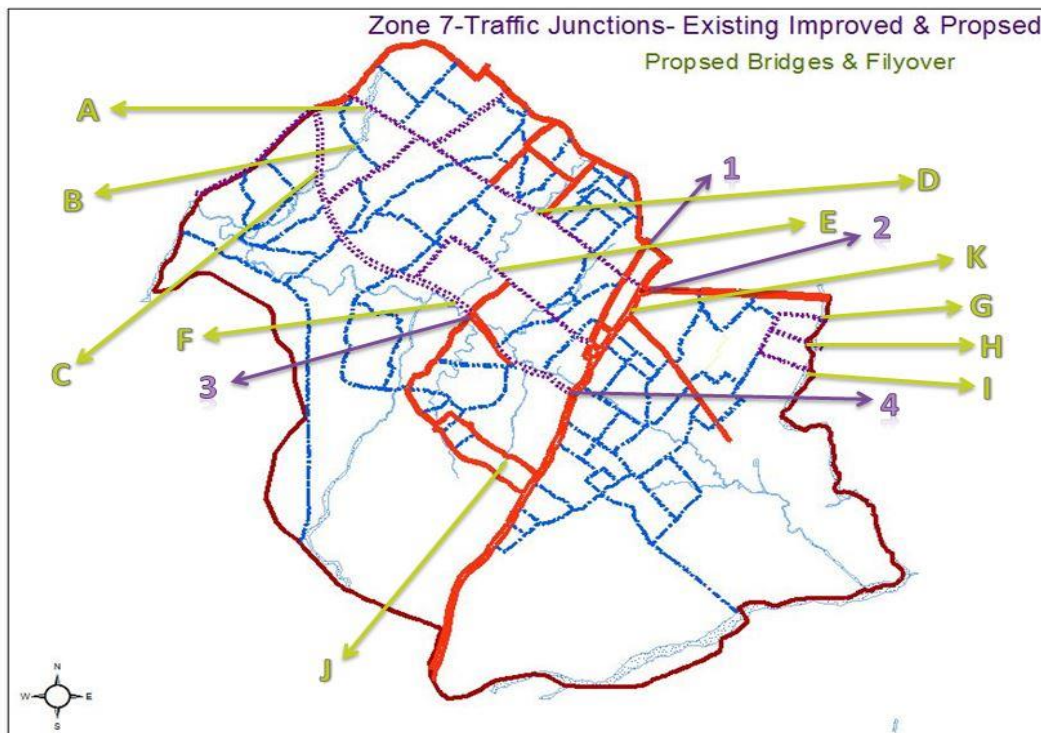 Zone 7-Traffic Junctions- Existing Improved & Propsed
Propsed Bridges & Filyover
A
1
B
D
E
2
K
F
G
C
3
H
I
4
J
N
W
E
S